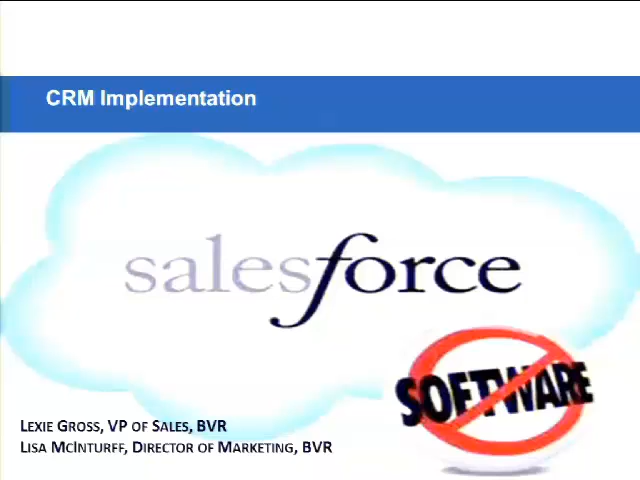 CRM Implementation
salesforce
SOFTWARE
LEXIE GROSS, VP OF SALES, BVR
LISA MCINTURFF, DIRECTOR OF MARKETING, BVR